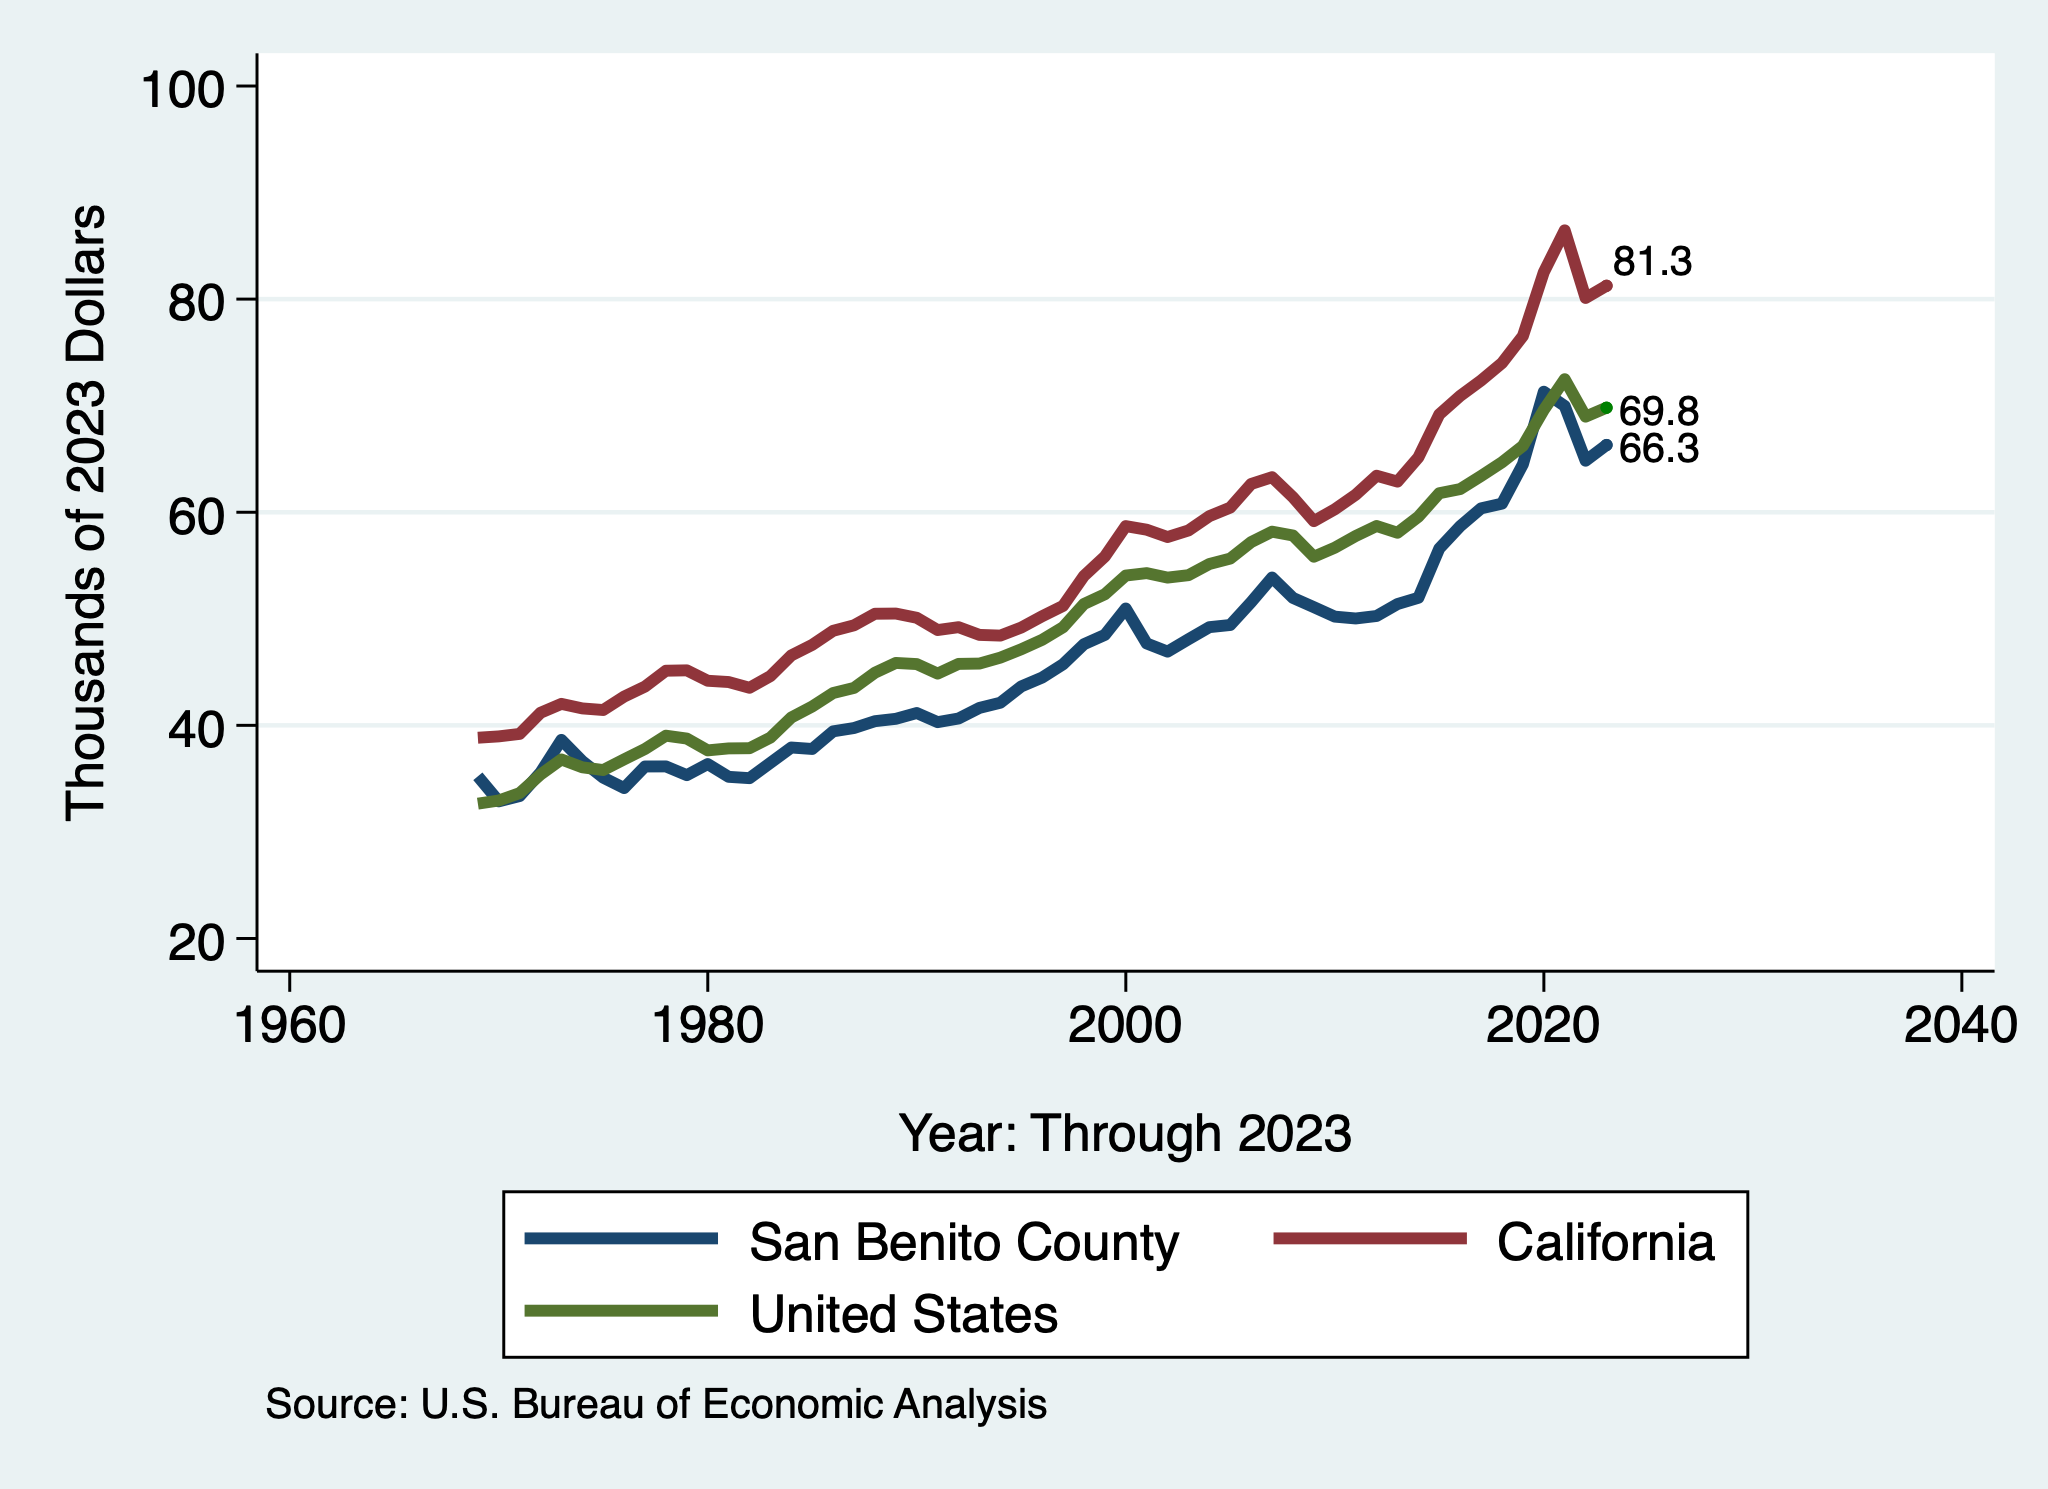 Thousands of 2023 Dollars
100
80
60
40
20
81.3
69.8
66.3
1960 1980 2000 2020 2040
Year: Through 2023
San Benito County California
United States
Source: U.S. Bureau of Economic Analysis